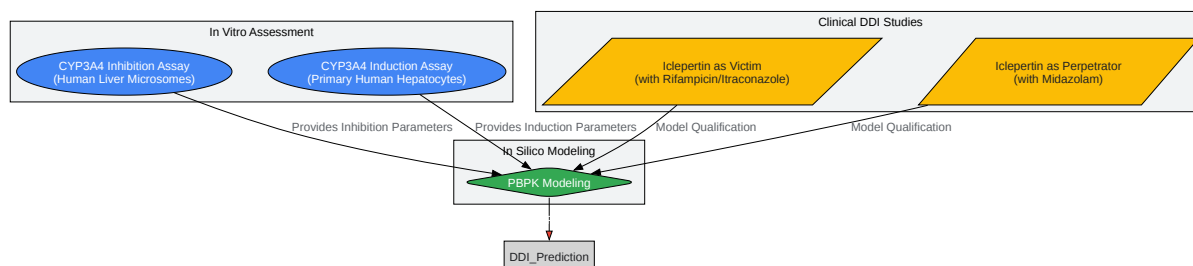 In Vitro Assessment
CYP3A4 Inhibition Assay
(Human Liver Microsomes)
CYP3A4 Induction Assay
(Primary Human Hepatocytes)
Clinical DDI Studies
Iclepertin as Victim
(with Rifampicin/Itraconazole)
Iclepertin as Perpetrator
(with Midazolam)
Provides Inhibition Parameters
Provides Induction Parameters
Model Qualification
Model Qualification
In Silico Modeling
PBPK Modeling
DDI_Prediction